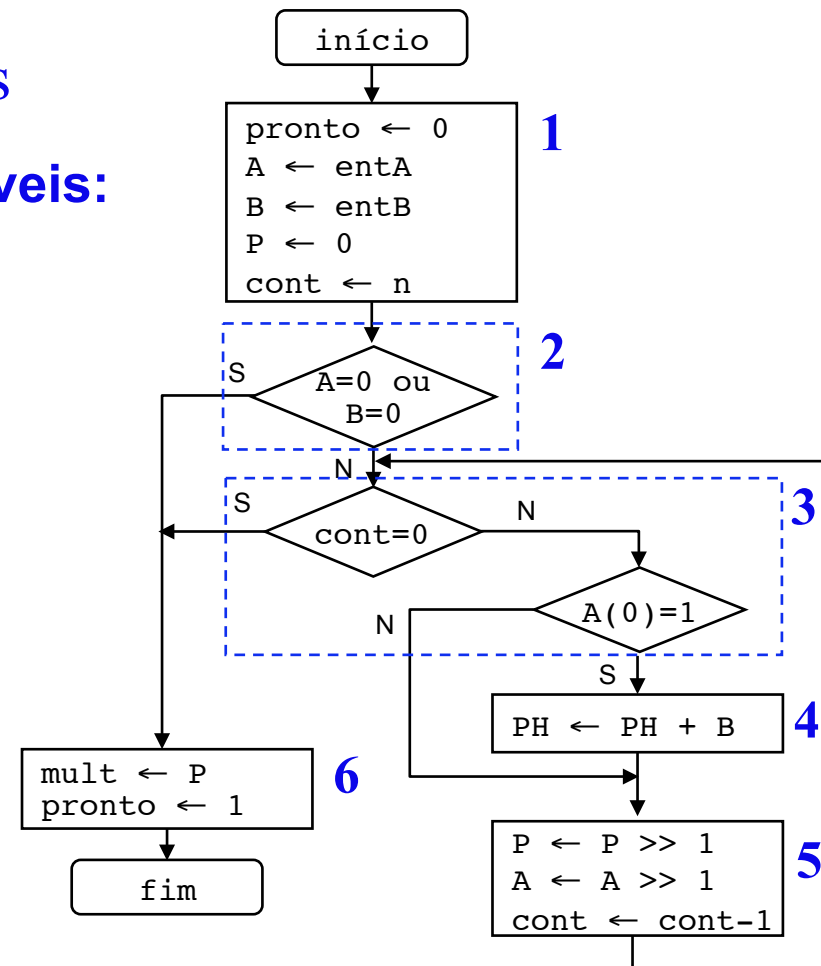 início
s
veis:
1
pronto ← 0
A ← entA
B ← entB
P ← 0
cont ← n
2
S
A=0 ou
B=0
N
3
S
cont=0
N
A(0)=1
N
S
4
PH ← PH + B
6
mult ← P
pronto ← 1
5
P ← P >> 1
A ← A >> 1
cont ← cont-1
fim